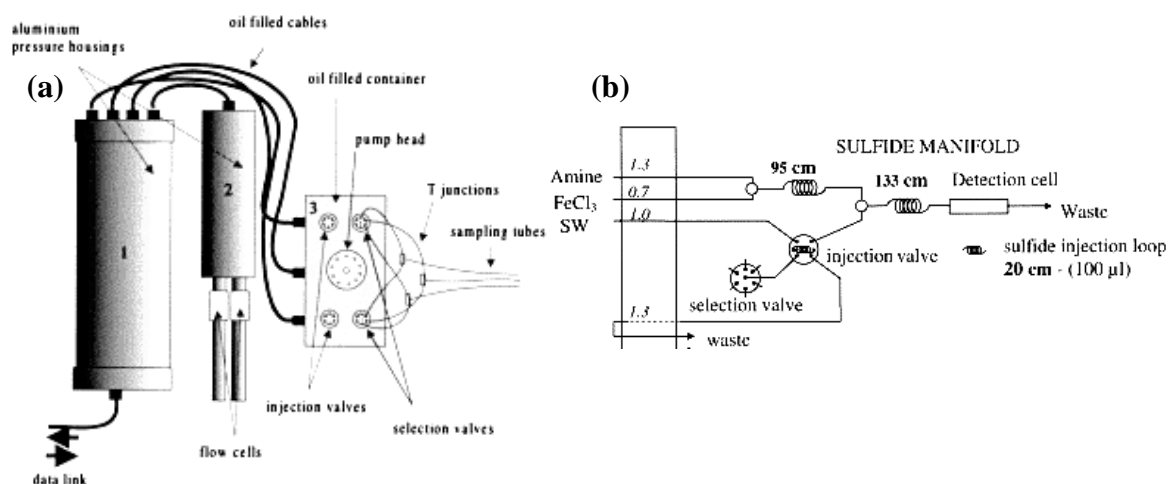 (a)
aluminium
pressure housings
oil filled cables
oil filled container
pump head
T junctions
sampling tubes
1
2
3
injection valves
selection valves
flow cells
data link
(b)
SULFIDE MANIFOLD
Amine
1.3
95 cm
FeCl₃
0.7
133 cm
Detection cell
Waste
SW
1.0
injection valve
sulfide injection loop
20 cm - (100 µl)
selection valve
1.3
waste